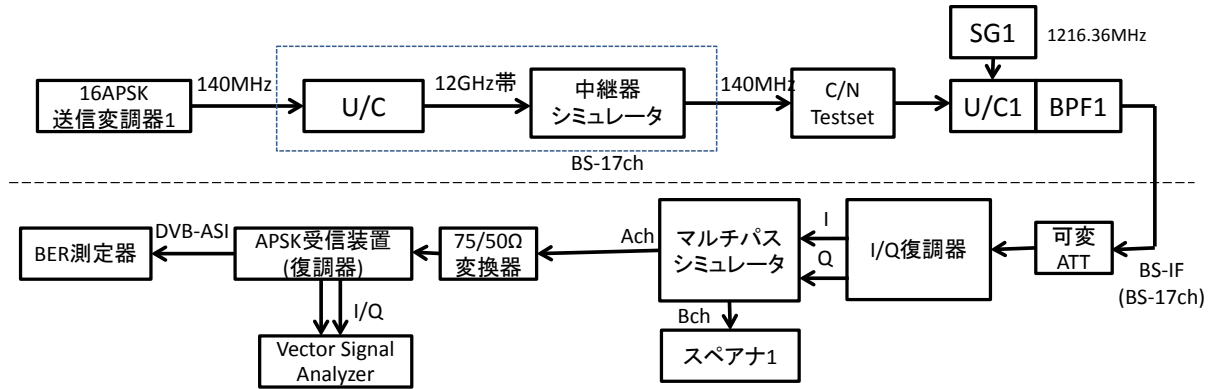 SG1
1216.36MHz
16APSK
送信変調器1
140MHz
U/C
12GHz帯
中継器
シミュレータ
140MHz
C/N
Testset
U/C1
BPF1
BS-17ch
BER測定器
DVB-ASI
APSK受信装置
(復調器)
75/50Ω
変換器
Ach
マルチパス
シミュレータ
I
Q
I/Q復調器
可変
ATT
BS-IF
(BS-17ch)
I/Q
Bch
Vector Signal
Analyzer
スペアナ1